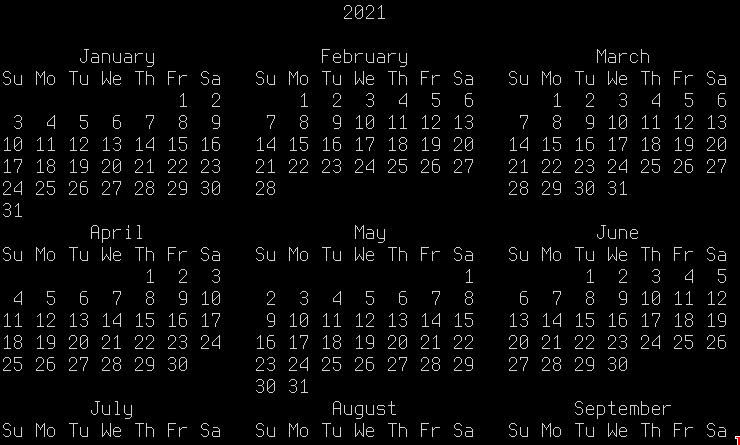 2021

       January                February                 March
Su Mo Tu We Th Fr Sa   Su Mo Tu We Th Fr Sa   Su Mo Tu We Th Fr Sa
                1  2       1  2  3  4  5  6       1  2  3  4  5  6
 3  4  5  6  7  8  9    7  8  9 10 11 12 13    7  8  9 10 11 12 13
10 11 12 13 14 15 16   14 15 16 17 18 19 20   14 15 16 17 18 19 20
17 18 19 20 21 22 23   21 22 23 24 25 26 27   21 22 23 24 25 26 27
24 25 26 27 28 29 30   28                     28 29 30 31
31
        April                   May                    June
Su Mo Tu We Th Fr Sa   Su Mo Tu We Th Fr Sa   Su Mo Tu We Th Fr Sa
             1  2  3                      1          1  2  3  4  5
 4  5  6  7  8  9 10    2  3  4  5  6  7  8    6  7  8  9 10 11 12
11 12 13 14 15 16 17    9 10 11 12 13 14 15   13 14 15 16 17 18 19
18 19 20 21 22 23 24   16 17 18 19 20 21 22   20 21 22 23 24 25 26
25 26 27 28 29 30      23 24 25 26 27 28 29   27 28 29 30
                       30 31
        July                  August                September
Su Mo Tu We Th Fr Sa   Su Mo Tu We Th Fr Sa   Su Mo Tu We Th Fr Sa